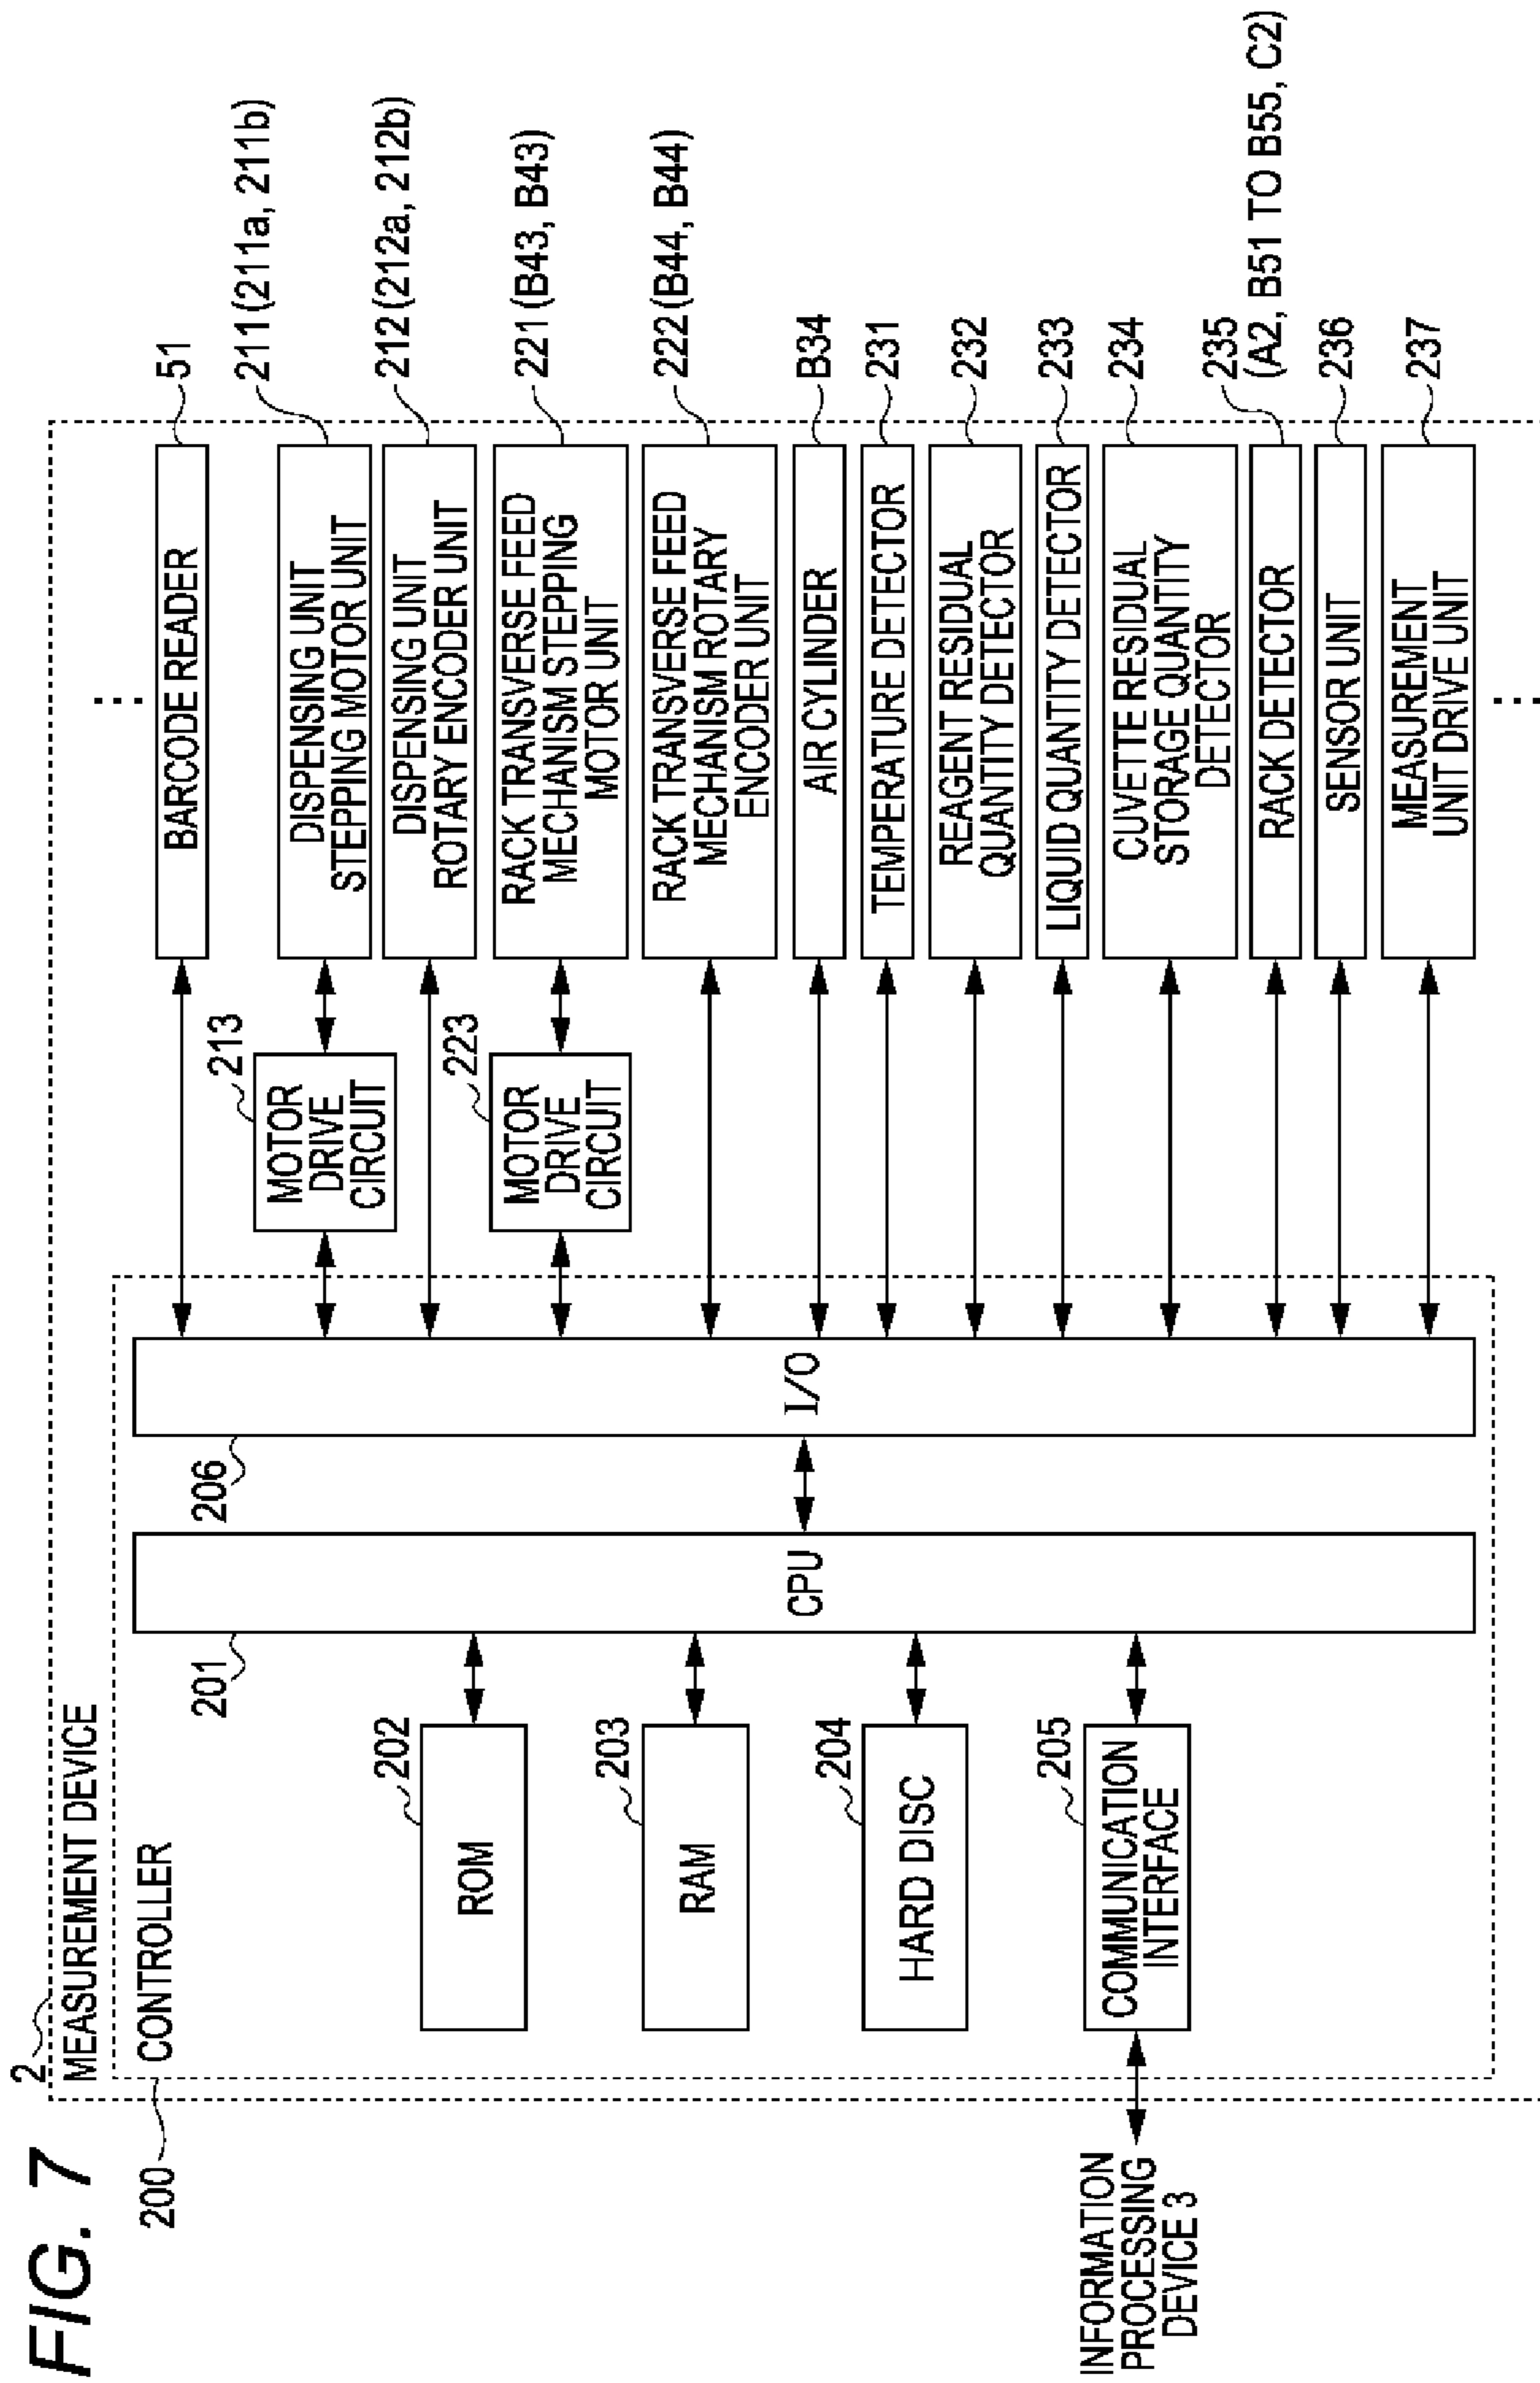 FIG. 7
2
MEASUREMENT DEVICE
200
CONTROLLER
201
CPU
206
I/O
202
ROM
203
RAM
204
HARD DISC
205
COMMUNICATION
INTERFACE
INFORMATION
PROCESSING
DEVICE 3
BARCODE READER
51
213
MOTOR
DRIVE
CIRCUIT
DISPENSING UNIT
STEPPING MOTOR UNIT
211 (211a, 211b)
DISPENSING UNIT
ROTARY ENCODER UNIT
212 (212a, 212b)
223
MOTOR
DRIVE
CIRCUIT
RACK TRANSVERSE FEED
MECHANISM STEPPING
MOTOR UNIT
221 (B43, B43)
RACK TRANSVERSE FEED
MECHANISM ROTARY
ENCODER UNIT
222 (B44, B44)
AIR CYLINDER
B34
TEMPERATURE DETECTOR
231
REAGENT RESIDUAL
QUANTITY DETECTOR
232
LIQUID QUANTITY DETECTOR
233
CUVETTE RESIDUAL
STORAGE QUANTITY
DETECTOR
234
RACK DETECTOR
235
(A2, B51 TO B55, C2)
SENSOR UNIT
236
MEASUREMENT
UNIT DRIVE UNIT
237